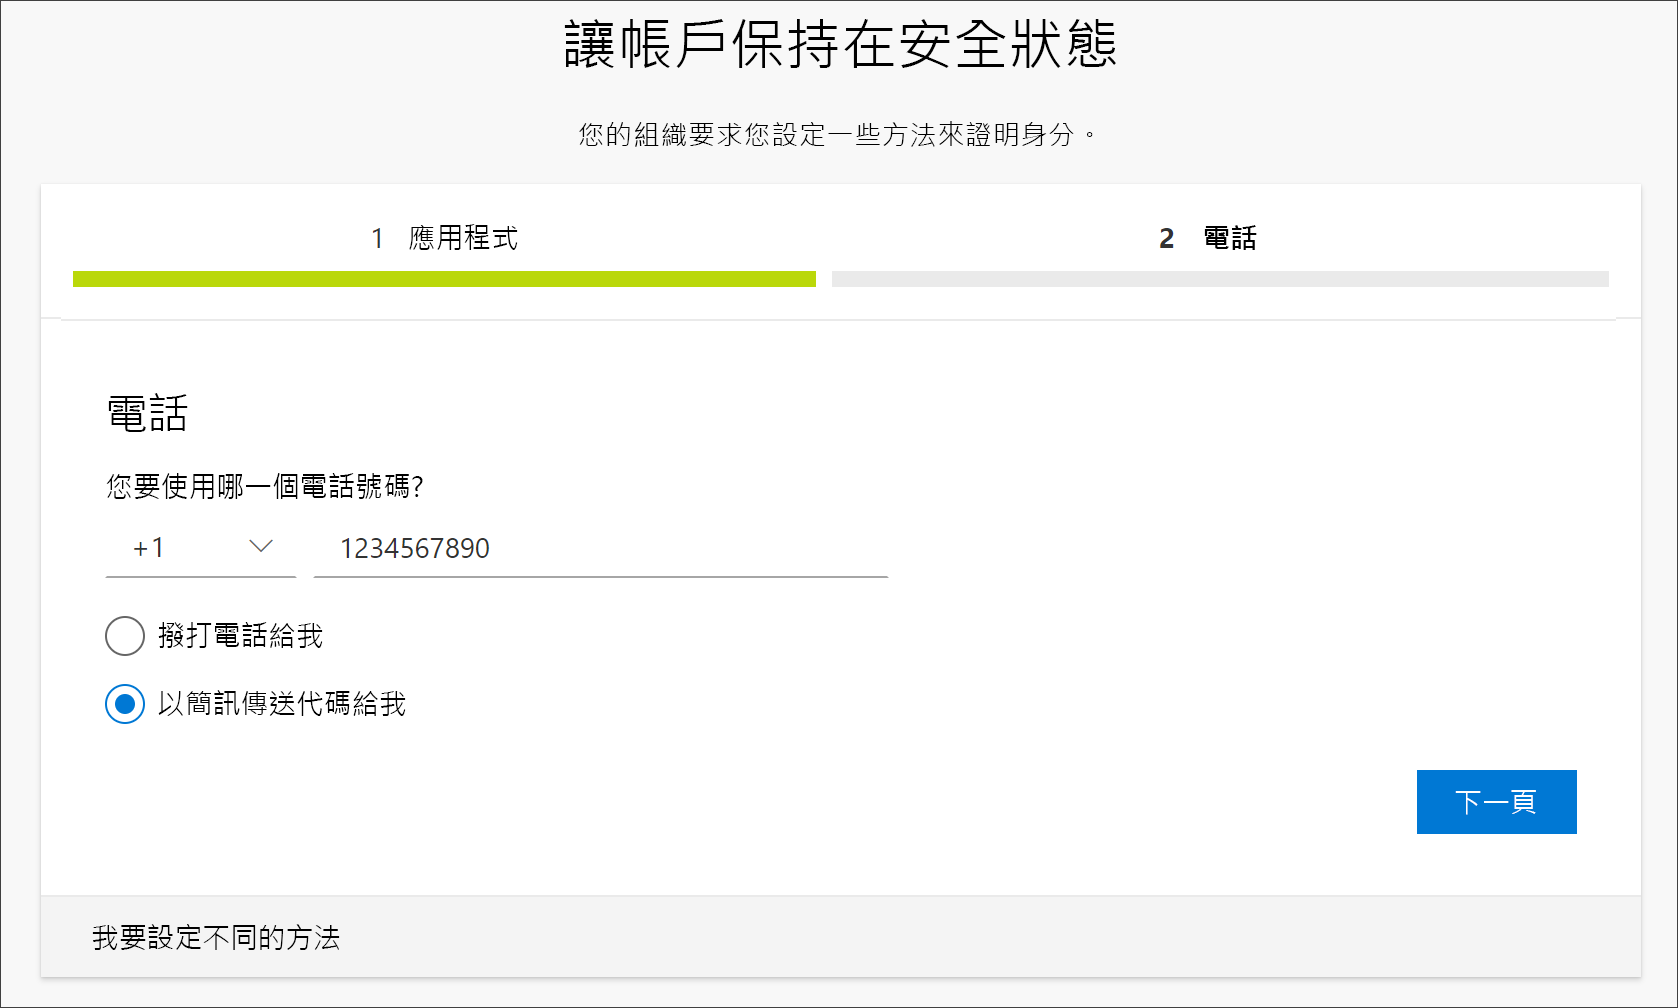 讓帳戶保持在安全狀態
您的組織要求您設定一些方法來證明身分。
1 應用程式
2 電話
電話
您要使用哪一個電話號碼?
+1 1234567890
撥打電話給我
以簡訊傳送代碼給我
下一頁
我要設定不同的方法